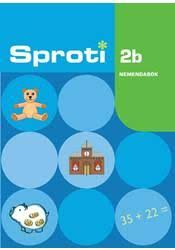 Sproti 2b
NEMENDABÓK
35 + 22 =